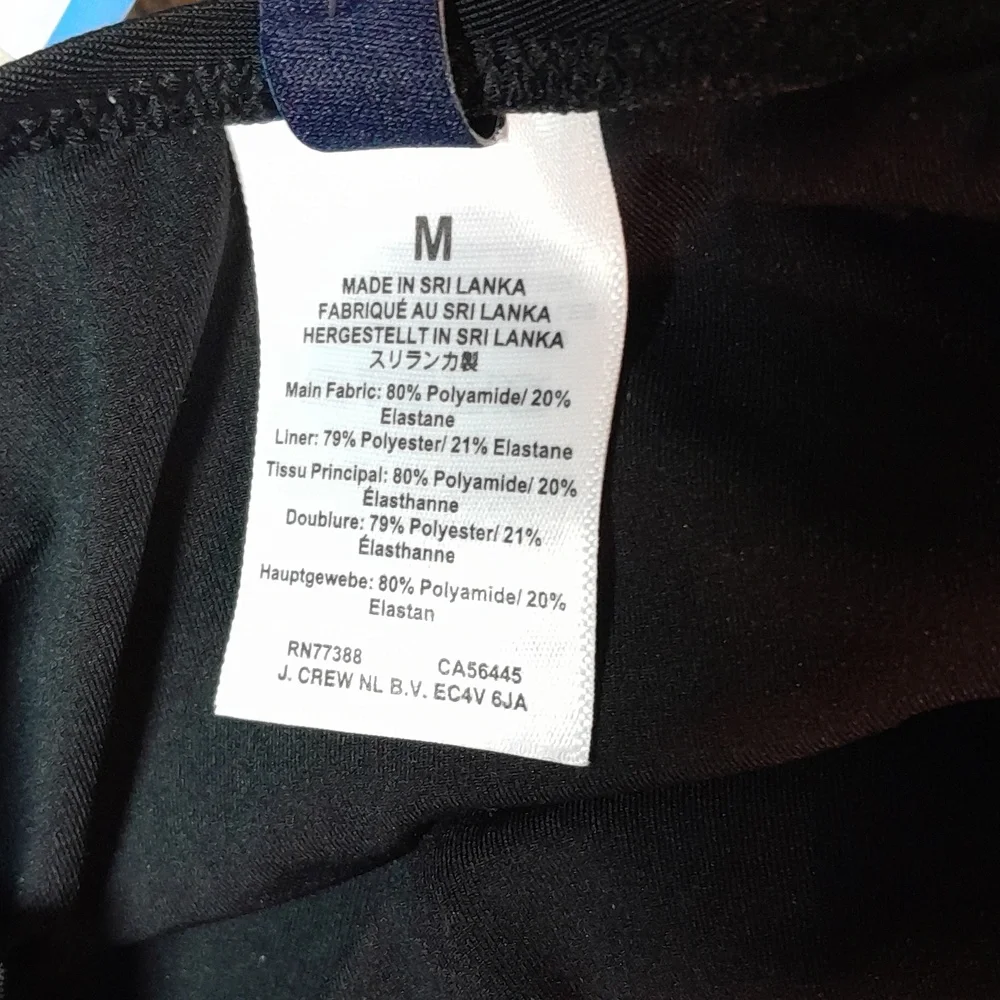 M
MADE IN SRI LANKA
FABRIQUÉ AU SRI LANKA
HERGESTELLT IN SRI LANKA
スリランカ製
Main Fabric: 80% Polyamide/ 20%
Elastane
Liner: 79% Polyester/ 21% Elastane
Tissu Principal: 80% Polyamide/ 20%
Élasthanne
Doublure: 79% Polyester/ 21%
Élasthanne
Hauptgewebe: 80% Polyamide/ 20%
Elastan
RN77388 CA56445
J. CREW NL B.V. EC4V 6JA